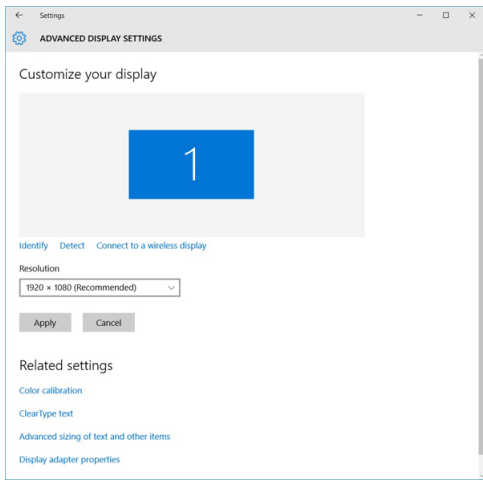 Settings
ADVANCED DISPLAY SETTINGS
Customize your display
1
Identify Detect Connect to a wireless display
Resolution
1920 × 1080 (Recommended)
Apply Cancel
Related settings
Color calibration
ClearType text
Advanced sizing of text and other items
Display adapter properties